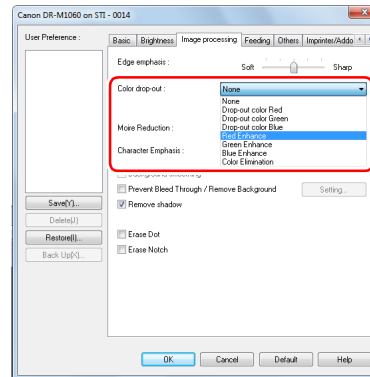 Canon DR-M1060 on STI - 0014
User Preference :
Save(Y)...
Delete(J)
Restore(I)...
Back Up(X)...
Basic Brightness Image processing Feeding Others Imprinter/Addo
Edge emphasis :
Soft Sharp
Color drop-out :
None
None
Drop-out color Red
Drop-out color Green
Drop-out color Blue
Red Enhance
Green Enhance
Blue Enhance
Color Elimination
Moire Reduction :
Character Emphasis :
Prevent Bleed Through / Remove Background Setting...
Remove shadow
Erase Dot
Erase Notch
OK Cancel Default Help